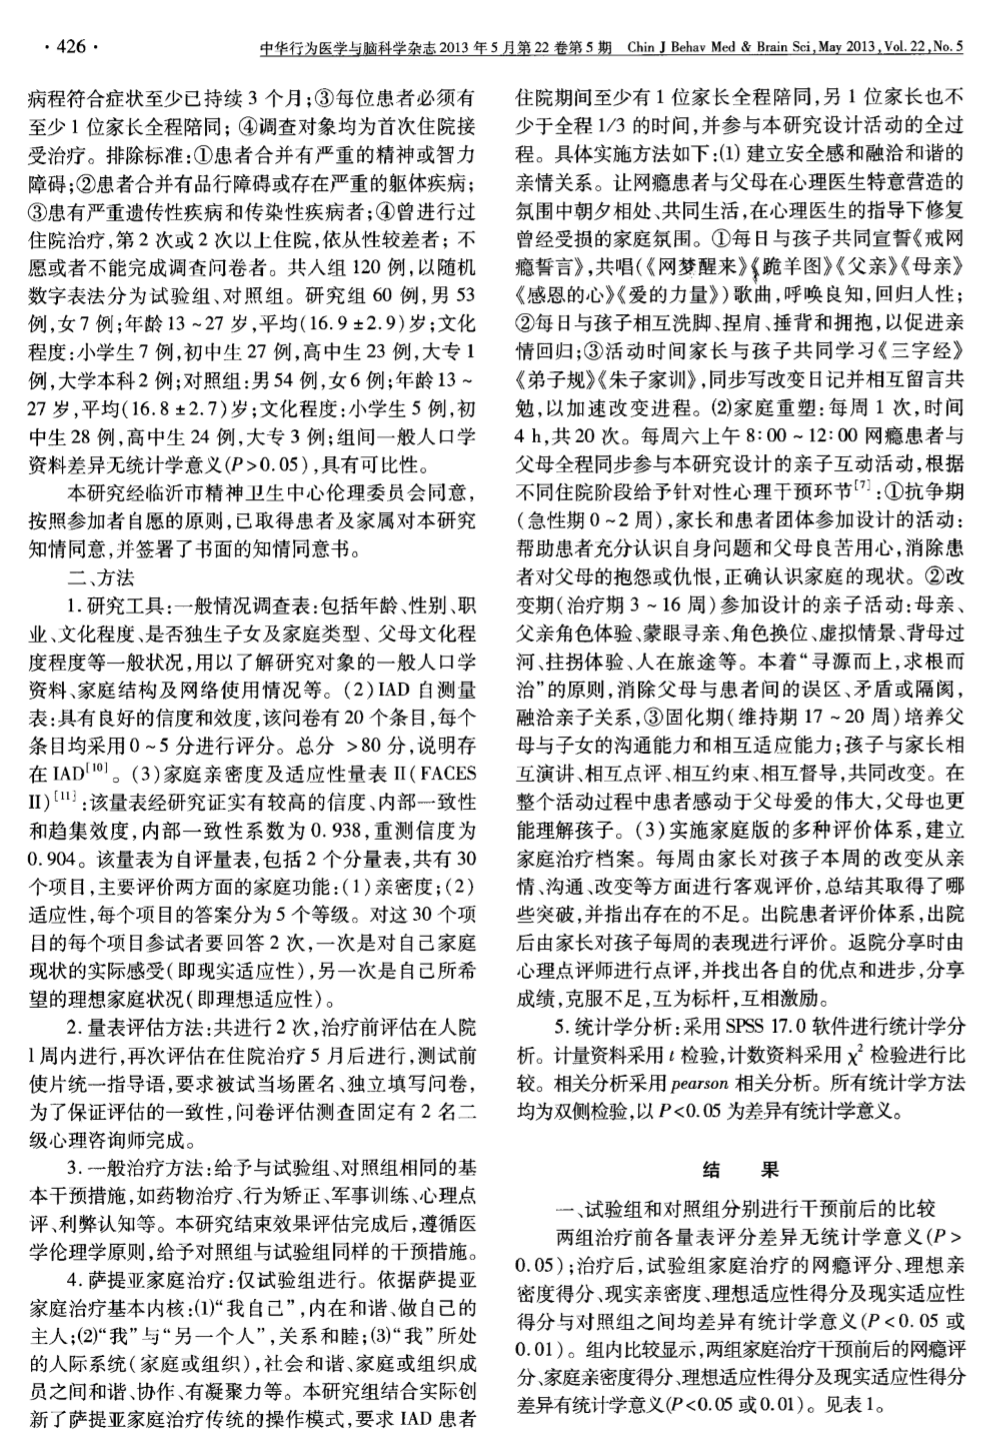 ·426·
中华行为医学与脑科学杂志 2013 年 5 月第 22 卷第 5 期 Chin J Behav Med & Brain Sci, May 2013, Vol. 22, No. 5
病程符合症状至少已持续 3 个月;③每位患者必须有
至少 1 位家长全程陪同;④调查对象均为首次住院接
受治疗。排除标准:①患者合并有严重的精神或智力
障碍;②患者合并有品行障碍或存在严重的躯体疾病;
③患有严重遗传性疾病和传染性疾病者;④曾进行过
住院治疗,第 2 次或 2 次以上住院,依从性较差者;不
愿或者不能完成调查问卷者。共入组 120 例,以随机
数字表法分为试验组、对照组。研究组 60 例,男 53
例,女 7 例;年龄 13 ~27 岁,平均(16.9 ±2.9)岁;文化
程度:小学生 7 例,初中生 27 例,高中生 23 例,大专 1
例,大学本科 2 例;对照组:男 54 例,女 6 例;年龄 13 ~
27 岁,平均(16.8 ±2.7)岁;文化程度:小学生 5 例,初
中生 28 例,高中生 24 例,大专 3 例;组间一般人口学
资料差异无统计学意义(P>0.05),具有可比性。
本研究经临沂市精神卫生中心伦理委员会同意,
按照参加者自愿的原则,已取得患者及家属对本研究
知情同意,并签署了书面的知情同意书。
二、方法
1. 研究工具:一般情况调查表:包括年龄、性别、职
业、文化程度、是否独生子女及家庭类型、父母文化程
度程度等一般状况,用以了解研究对象的一般人口学
资料、家庭结构及网络使用情况等。(2)IAD 自测量
表:具有良好的信度和效度,该问卷有 20 个条目,每个
条目均采用 0 ~5 分进行评分。总分 >80 分,说明存
在 IAD[10]。(3)家庭亲密度及适应性量表 II(FACES
II)[11]:该量表经研究证实有较高的信度、内部一致性
和趋集效度,内部一致性系数为 0.938,重测信度为
0.904。该量表为自评量表,包括 2 个分量表,共有 30
个项目,主要评价两方面的家庭功能:(1)亲密度;(2)
适应性,每个项目的答案分为 5 个等级。对这 30 个项
目的每个项目参试者要回答 2 次,一次是对自己家庭
现状的实际感受(即现实适应性),另一次是自己所希
望的理想家庭状况(即理想适应性)。
2. 量表评估方法:共进行 2 次,治疗前评估在入院
1 周内进行,再次评估在住院治疗 5 月后进行,测试前
使片统一指导语,要求被试当场匿名、独立填写问卷,
为了保证评估的一致性,问卷评估测查固定有 2 名二
级心理咨询师完成。
3. 一般治疗方法:给予与试验组、对照组相同的基
本干预措施,如药物治疗、行为矫正、军事训练、心理点
评、利弊认知等。本研究结束效果评估完成后,遵循医
学伦理学原则,给予对照组与试验组同样的干预措施。
4. 萨提亚家庭治疗:仅试验组进行。依据萨提亚
家庭治疗基本内核:(1)“我自己”,内在和谐、做自己的
主人;(2)“我”与“另一个人”,关系和睦;(3)“我”所处
的人际系统(家庭或组织),社会和谐、家庭或组织成
员之间和谐、协作、有凝聚力等。本研究组结合实际创
新了萨提亚家庭治疗传统的操作模式,要求 IAD 患者
住院期间至少有 1 位家长全程陪同,另 1 位家长也不
少于全程 1/3 的时间,并参与本研究设计活动的全过
程。具体实施方法如下:(1) 建立安全感和融洽和谐的
亲情关系。让网瘾患者与父母在心理医生特意营造的
氛围中朝夕相处、共同生活,在心理医生的指导下修复
曾经受损的家庭氛围。①每日与孩子共同宣誓《戒网
瘾誓言》,共唱(《网梦醒来》《跪羊图》《父亲》《母亲》
《感恩的心》《爱的力量》)歌曲,呼唤良知,回归人性;
②每日与孩子相互洗脚、捏肩、捶背和拥抱,以促进亲
情回归;③活动时间家长与孩子共同学习《三字经》
《弟子规》《朱子家训》,同步写改变日记并相互留言共
勉,以加速改变进程。(2)家庭重塑:每周 1 次,时间
4 h,共 20 次。每周六上午 8:00 ~12:00 网瘾患者与
父母全程同步参与本研究设计的亲子互动活动,根据
不同住院阶段给予针对性心理干预环节[7]:①抗争期
(急性期 0 ~2 周),家长和患者团体参加设计的活动:
帮助患者充分认识自身问题和父母良苦用心,消除患
者对父母的抱怨或仇恨,正确认识家庭的现状。②改
变期(治疗期 3 ~16 周)参加设计的亲子活动:母亲、
父亲角色体验、蒙眼寻亲、角色换位、虚拟情景、背母过
河、拄拐体验、人在旅途等。本着“寻源而上,求根而
治”的原则,消除父母与患者间的误区、矛盾或隔阂,
融洽亲子关系,③固化期(维持期 17 ~20 周)培养父
母与子女的沟通能力和相互适应能力;孩子与家长相
互演讲、相互点评、相互约束、相互督导,共同改变。在
整个活动过程中患者感动于父母爱的伟大,父母也更
能理解孩子。(3)实施家庭版的多种评价体系,建立
家庭治疗档案。每周由家长对孩子本周的改变从亲
情、沟通、改变等方面进行客观评价,总结其取得了哪
些突破,并指出存在的不足。出院患者评价体系,出院
后由家长对孩子每周的表现进行评价。返院分享时由
心理点评师进行点评,并找出各自的优点和进步,分享
成绩,克服不足,互为标杆,互相激励。
5. 统计学分析:采用 SPSS 17.0 软件进行统计学分
析。计量资料采用 t 检验,计数资料采用 χ² 检验进行比
较。相关分析采用 pearson 相关分析。所有统计学方法
均为双侧检验,以 P<0.05 为差异有统计学意义。
结 果
一、试验组和对照组分别进行干预前后的比较
两组治疗前各量表评分差异无统计学意义(P >
0.05);治疗后,试验组家庭治疗的网瘾评分、理想亲
密度得分、现实亲密度、理想适应性得分及现实适应性
得分与对照组之间均差异有统计学意义(P<0.05 或
0.01)。组内比较显示,两组家庭治疗干预前后的网瘾评
分、家庭亲密度得分、理想适应性得分及现实适应性得分
差异有统计学意义(P<0.05 或 0.01)。见表 1。